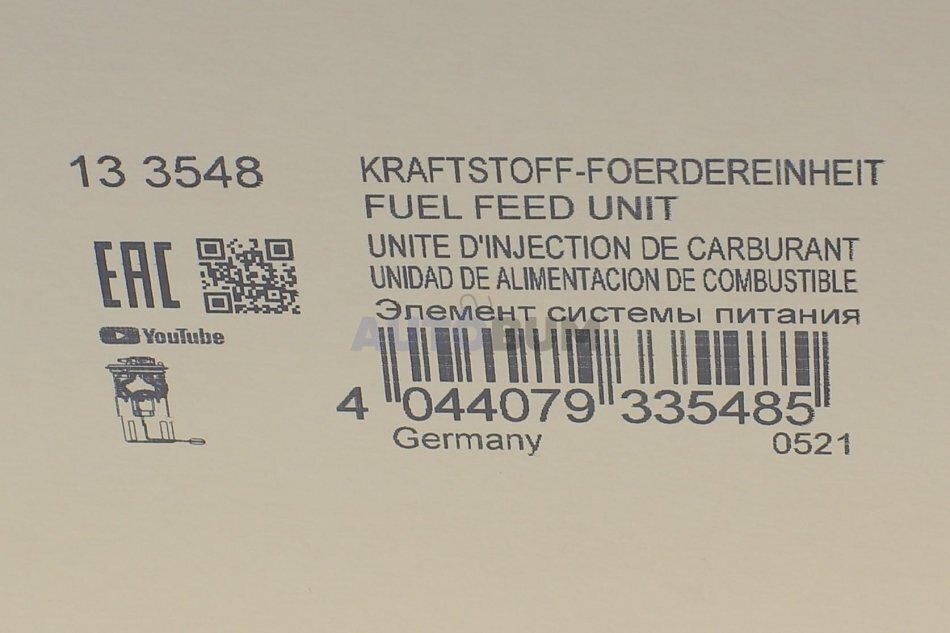 13 3548
KRAFTSTOFF-FOERDEREINHEIT
FUEL FEED UNIT
UNITE D'INJECTION DE CARBURANT
UNIDAD DE ALIMENTACION DE COMBUSTIBLE
Элемент системы питания
EAC
YouTube
AUTOBUM
4 044079 335485
Germany
0521